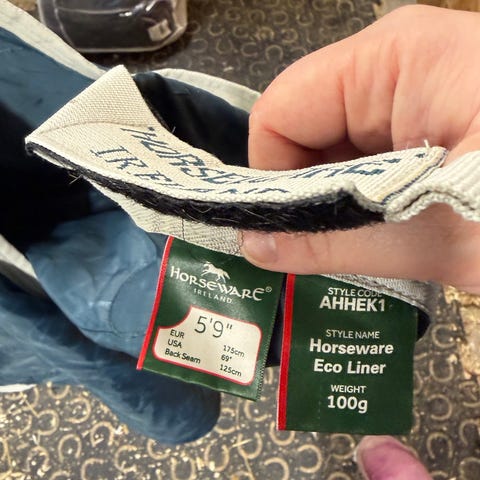 HORSEWARE
IRELAND
HORSEWARE®
IRELAND
5'9"
EUR 175cm
USA 69"
Back Seam 125cm
STYLE CODE
AHHEK1
STYLE NAME
Horseware
Eco Liner
WEIGHT
100g